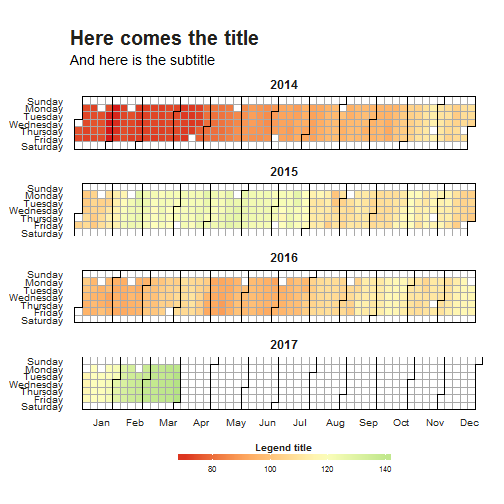 Here comes the title
And here is the subtitle
2014
Sunday
Monday
Tuesday
Wednesday
Thursday
Friday
Saturday
2015
Sunday
Monday
Tuesday
Wednesday
Thursday
Friday
Saturday
2016
Sunday
Monday
Tuesday
Wednesday
Thursday
Friday
Saturday
2017
Sunday
Monday
Tuesday
Wednesday
Thursday
Friday
Saturday
Jan Feb Mar Apr May Jun Jul Aug Sep Oct Nov Dec
Legend title
80 100 120 140